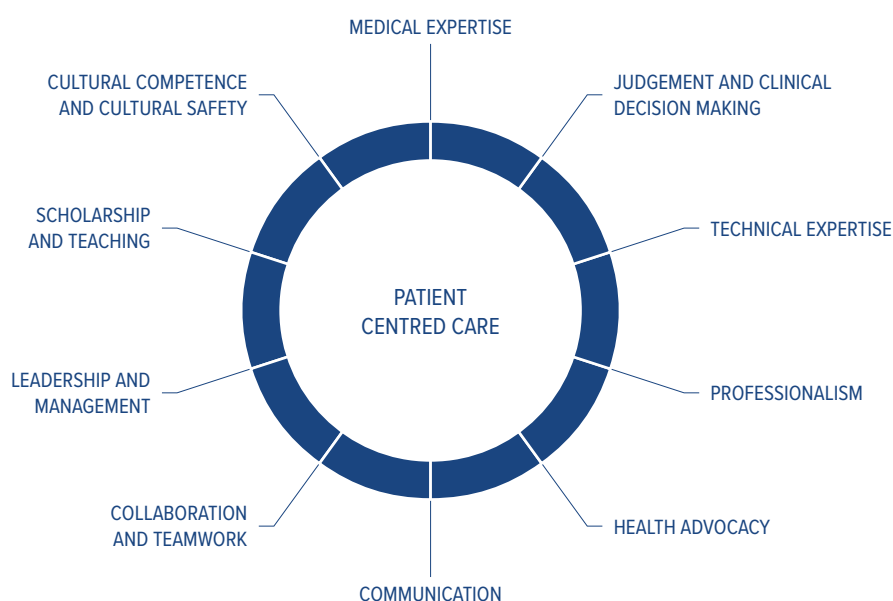 MEDICAL EXPERTISE
JUDGEMENT AND CLINICAL
DECISION MAKING
TECHNICAL EXPERTISE
PROFESSIONALISM
HEALTH ADVOCACY
COMMUNICATION
COLLABORATION
AND TEAMWORK
LEADERSHIP AND
MANAGEMENT
SCHOLARSHIP
AND TEACHING
CULTURAL COMPETENCE
AND CULTURAL SAFETY
PATIENT
CENTRED CARE